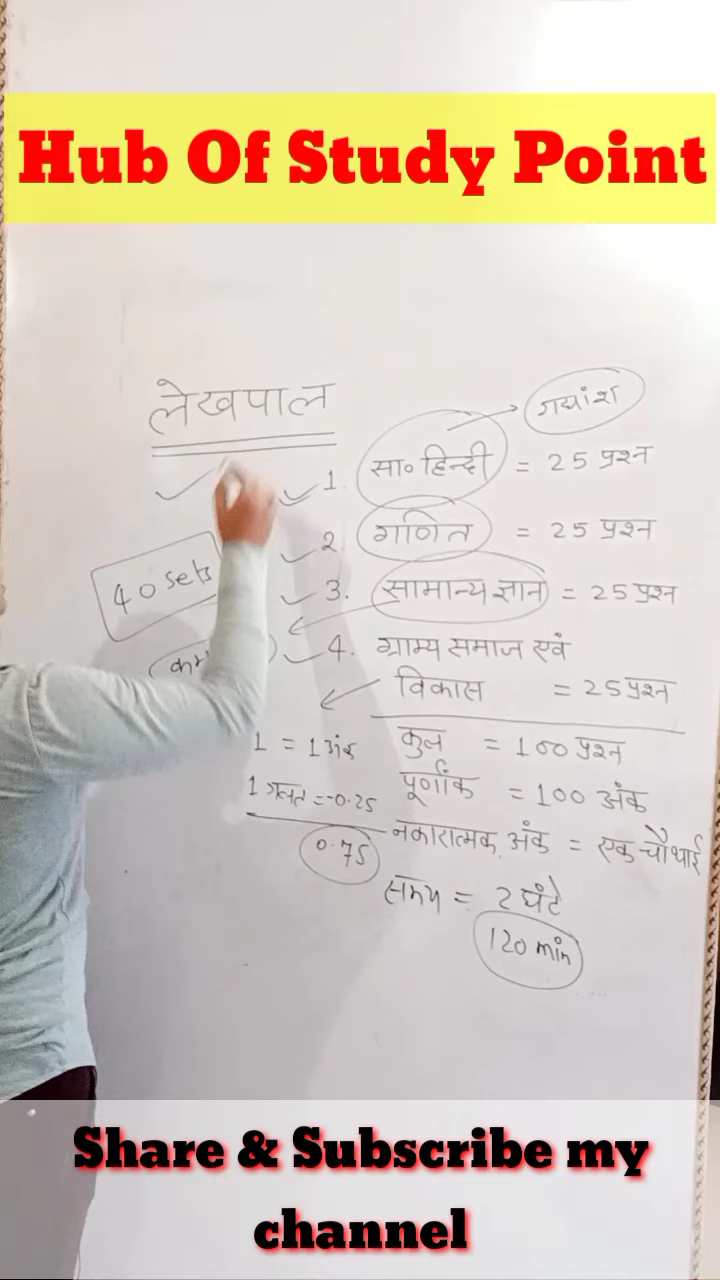 Hub Of Study Point
लेखपाल
गद्यांश
1. सा० हिन्दी = 25 प्रश्न
2. गणित = 25 प्रश्न
40 sets
3. सामान्य ज्ञान = 25 प्रश्न
4. ग्राम्य समाज एवं
विकास = 25 प्रश्न
1 = 1 अंक
कुल = 100 प्रश्न
1 गलत = -0.25
पूर्णांक = 100 अंक
0.75
नकारात्मक अंक = एक चौथाई
समय = 2 घंटे
120 min
Share & Subscribe my
channel